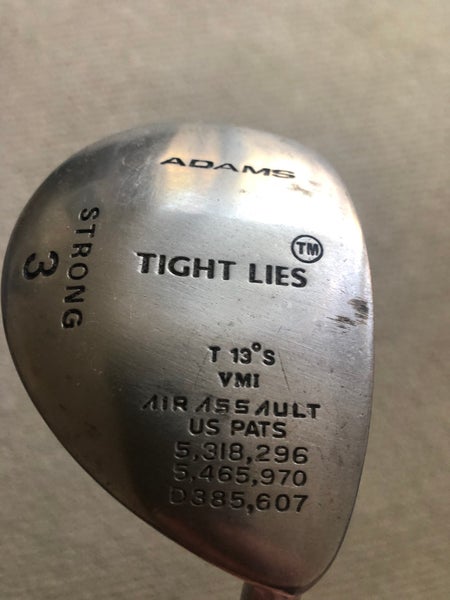 ADAMS
TIGHT LIES TM
STRONG
3
T 13°S
VMI
AIR ASSAULT
US PATS
5,318,296
5,465,970
D385,607